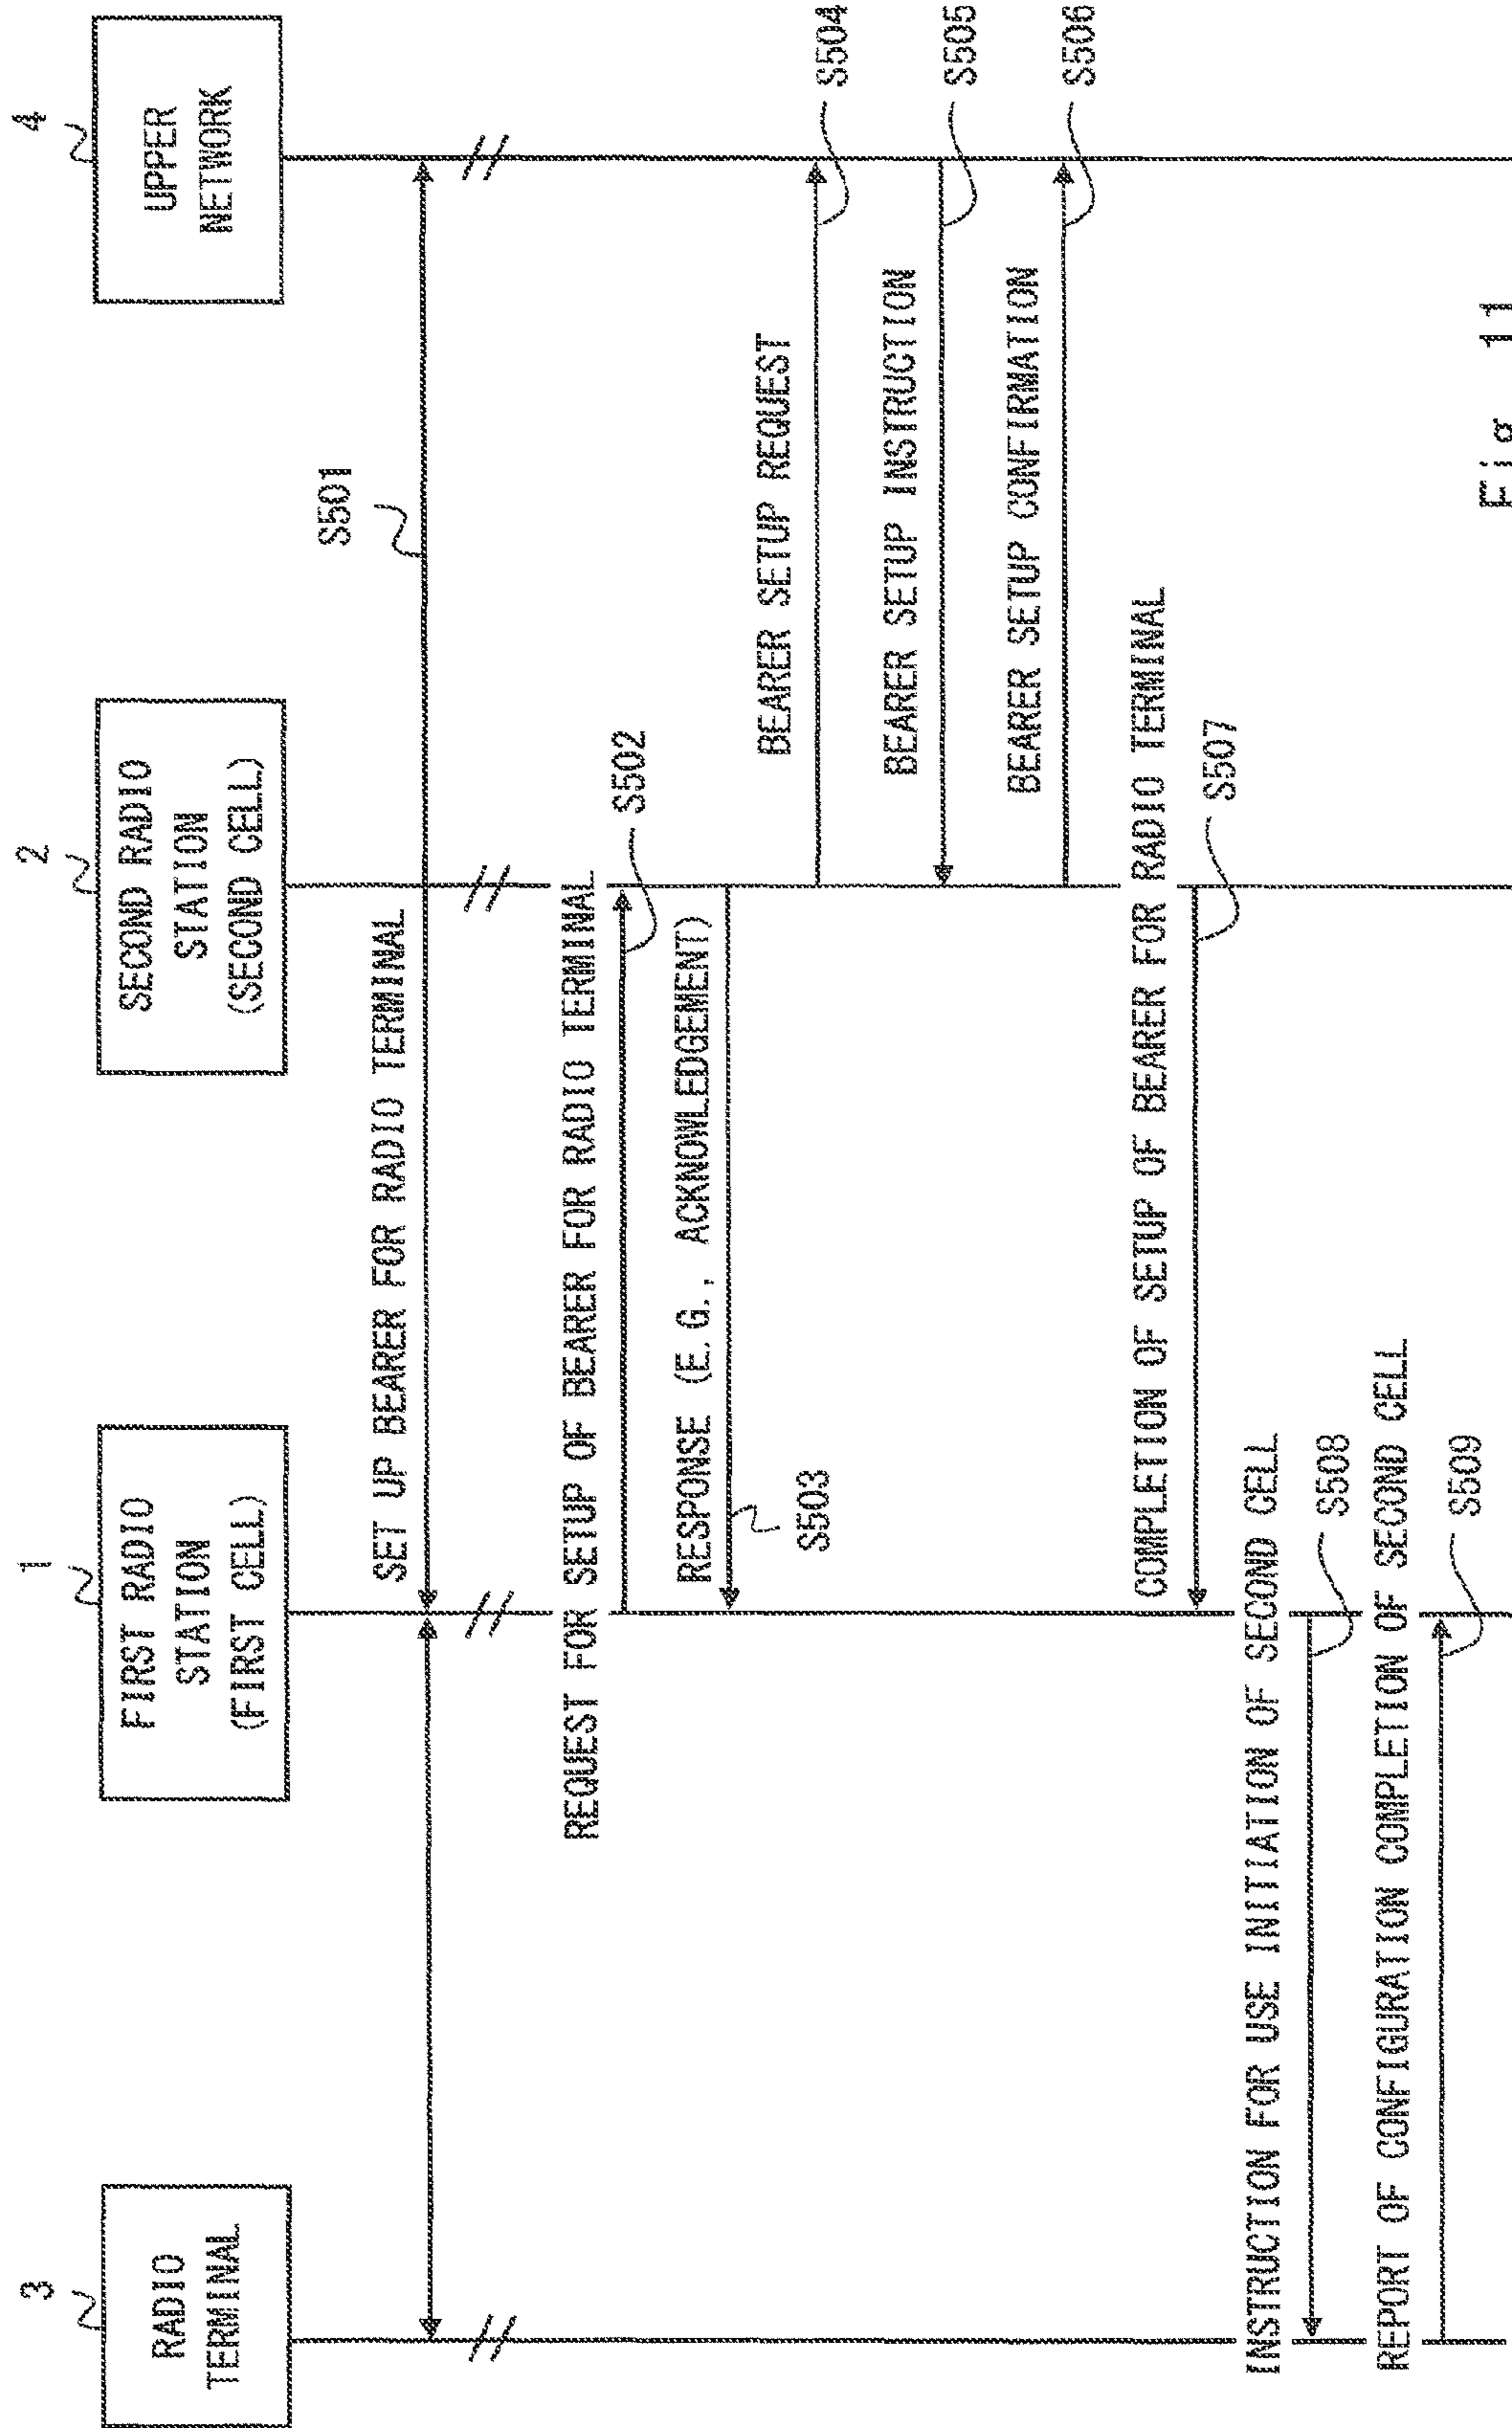 3
RADIO
TERMINAL
1
FIRST RADIO
STATION
(FIRST CELL)
2
SECOND RADIO
STATION
(SECOND CELL)
4
UPPER
NETWORK
SET UP BEARER FOR RADIO TERMINAL
S501
REQUEST FOR SETUP OF BEARER FOR RADIO TERMINAL
S502
RESPONSE (E.G., ACKNOWLEDGEMENT)
S503
BEARER SETUP REQUEST
S504
BEARER SETUP INSTRUCTION
S505
BEARER SETUP CONFIRMATION
S506
COMPLETION OF SETUP OF BEARER FOR RADIO TERMINAL
S507
INSTRUCTION FOR USE INITIATION OF SECOND CELL
S508
REPORT OF CONFIGURATION COMPLETION OF SECOND CELL
S509
Fig. 11